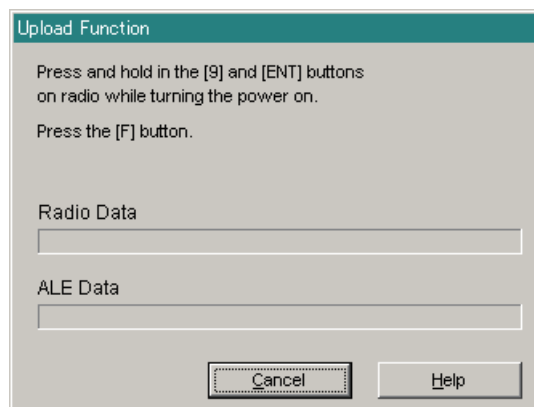 Upload Function
Press and hold in the [9] and [ENT] buttons
on radio while turning the power on.
Press the [F] button.
Radio Data
ALE Data
Cancel
Help